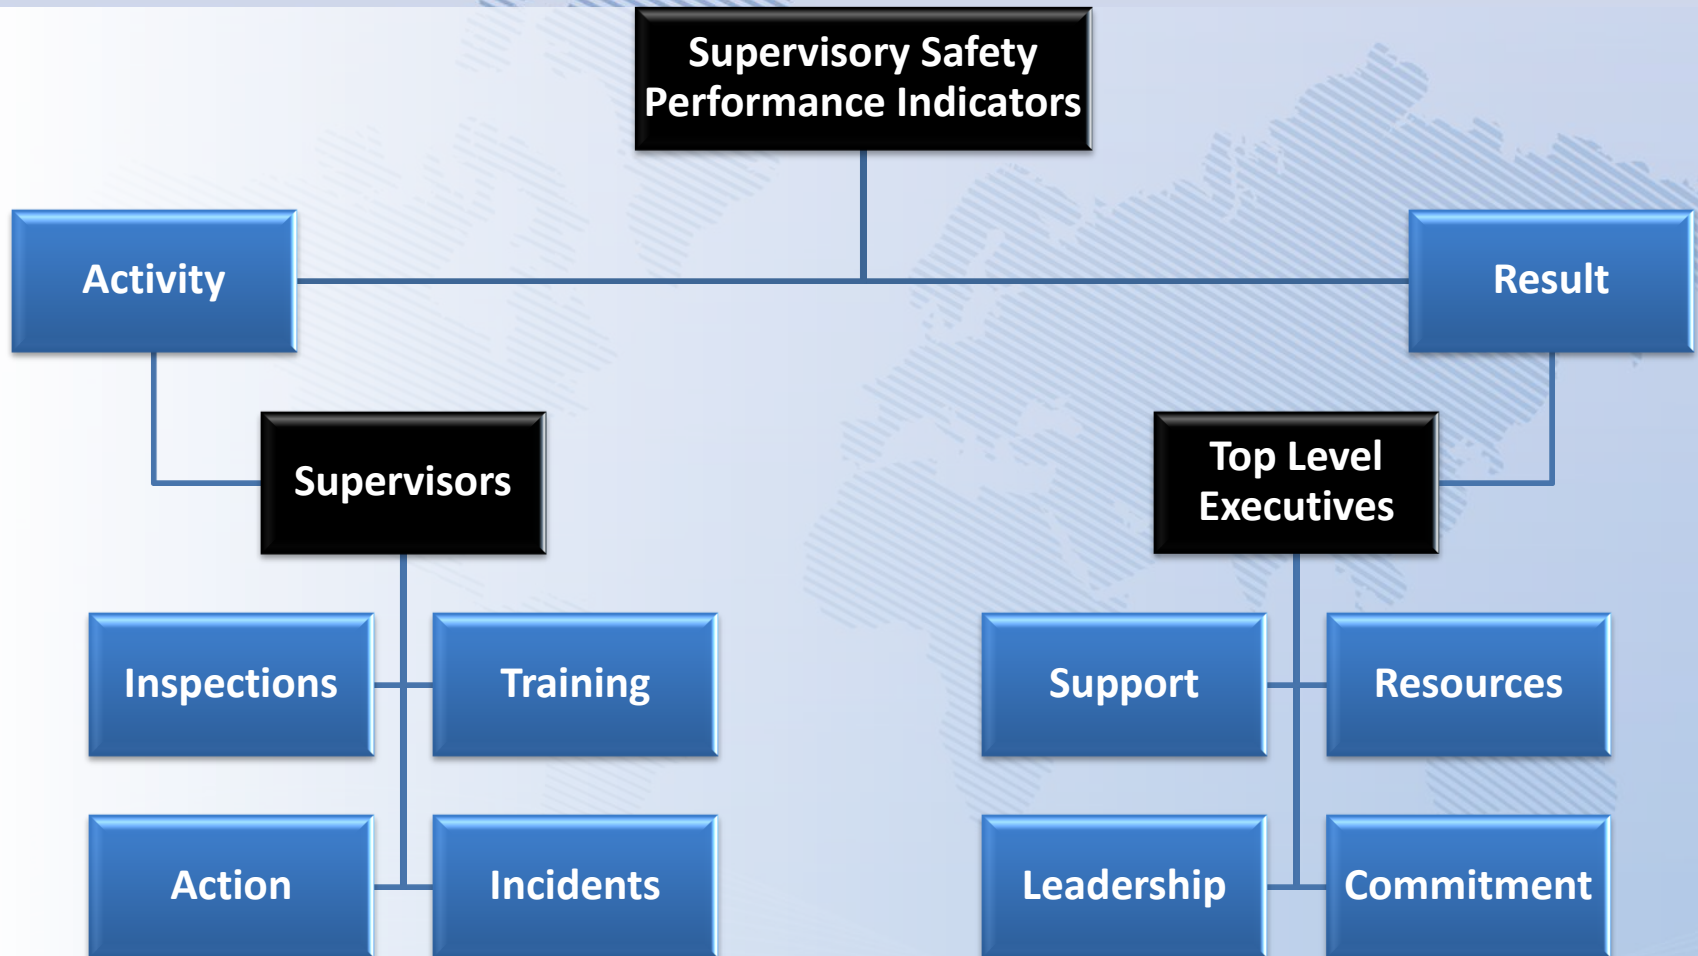 Supervisory Safety
Performance Indicators
Activity
Result
Supervisors
Top Level
Executives
Inspections
Training
Support
Resources
Action
Incidents
Leadership
Commitment